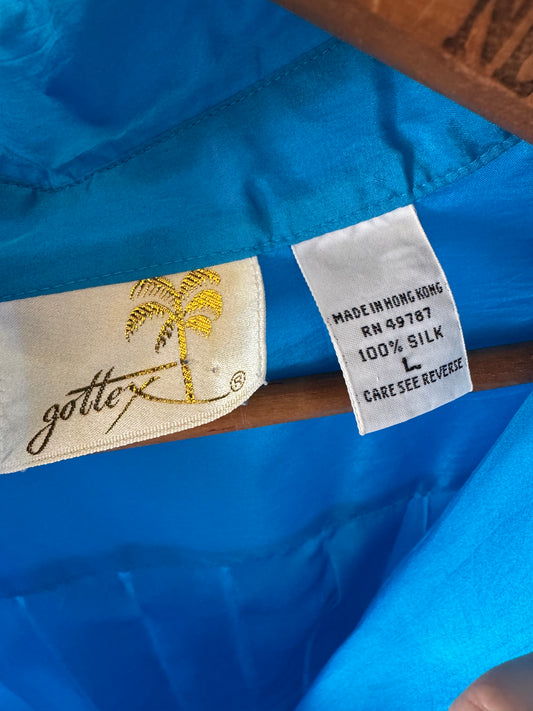 gottex®
MADE IN HONG KONG
RN 49787
100% SILK
L
CARE SEE REVERSE